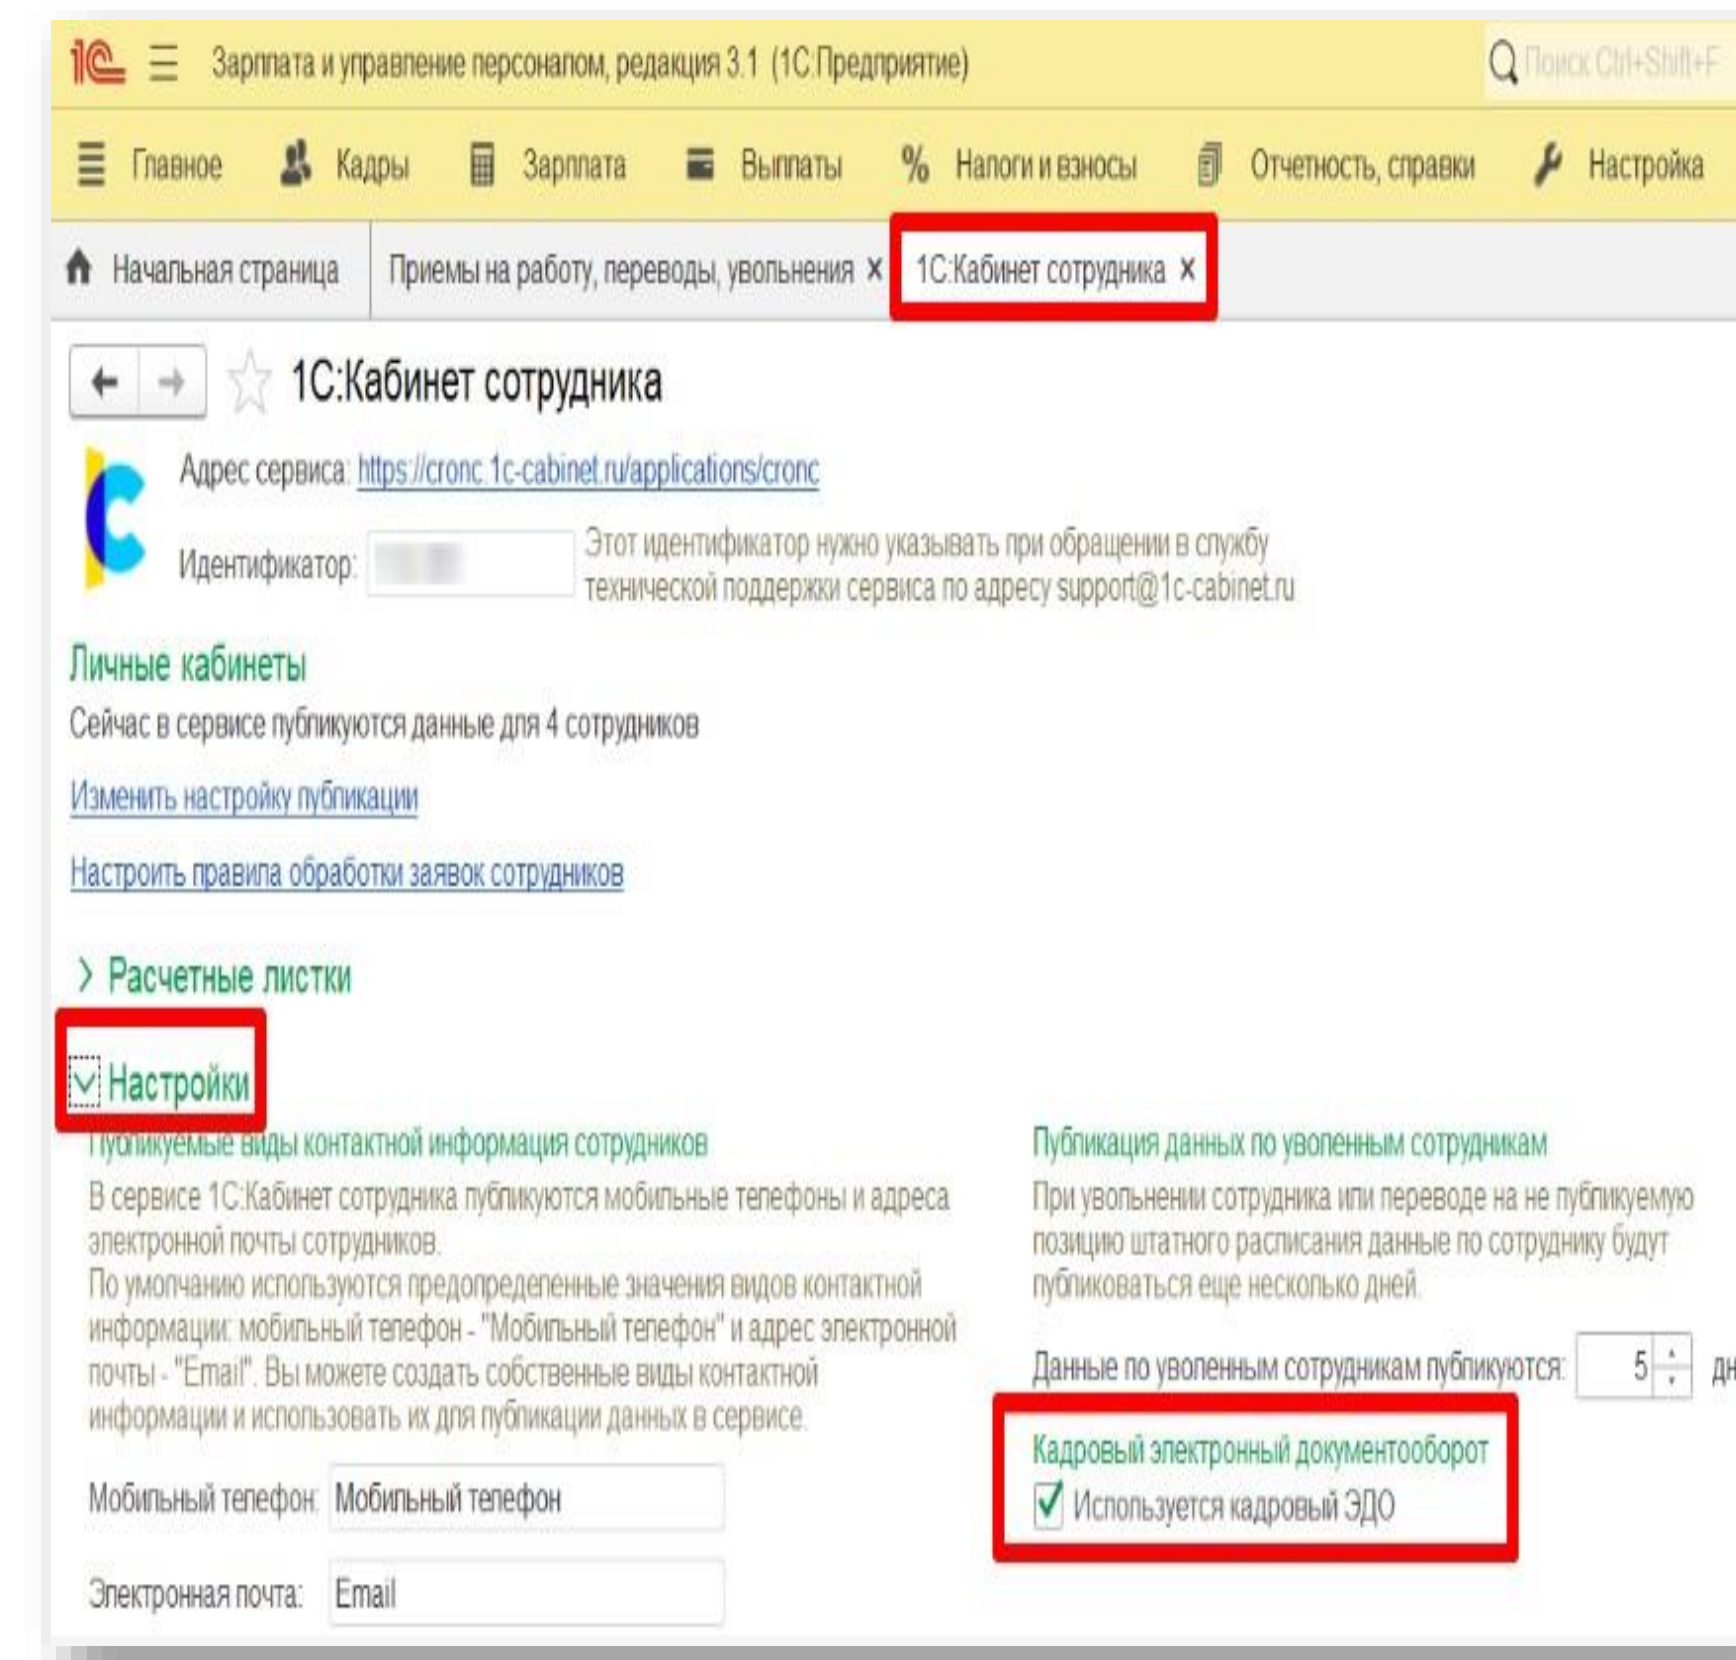 1С Зарплата и управление персоналом, редакция 3.1 (1С:Предприятие) Поиск Ctrl+Shift+F
Главное Кадры Зарплата Выплаты % Налоги и взносы Отчетность, справки Настройка
Начальная страница Приемы на работу, переводы, увольнения × 1С:Кабинет сотрудника ×
1С:Кабинет сотрудника
Адрес сервиса: https://cronc.1c-cabinet.ru/applications/cronc
Идентификатор:
Этот идентификатор нужно указывать при обращении в службу
технической поддержки сервиса по адресу support@1c-cabinet.ru
Личные кабинеты
Сейчас в сервисе публикуются данные для 4 сотрудников
Изменить настройку публикации
Настроить правила обработки заявок сотрудников
Расчетные листки
Настройки
Публикуемые виды контактной информация сотрудников
В сервисе 1С:Кабинет сотрудника публикуются мобильные телефоны и адреса
электронной почты сотрудников.
По умолчанию используются предопределенные значения видов контактной
информации: мобильный телефон - "Мобильный телефон" и адрес электронной
почты - "Email". Вы можете создать собственные виды контактной
информации и использовать их для публикации данных в сервисе.
Мобильный телефон: Мобильный телефон
Электронная почта: Email
Публикация данных по уволенным сотрудникам
При увольнении сотрудника или переводе на не публикуемую
позицию штатного расписания данные по сотруднику будут
публиковаться еще несколько дней.
Данные по уволенным сотрудникам публикуются: 5 дн
Кадровый электронный документооборот
Используется кадровый ЭДО